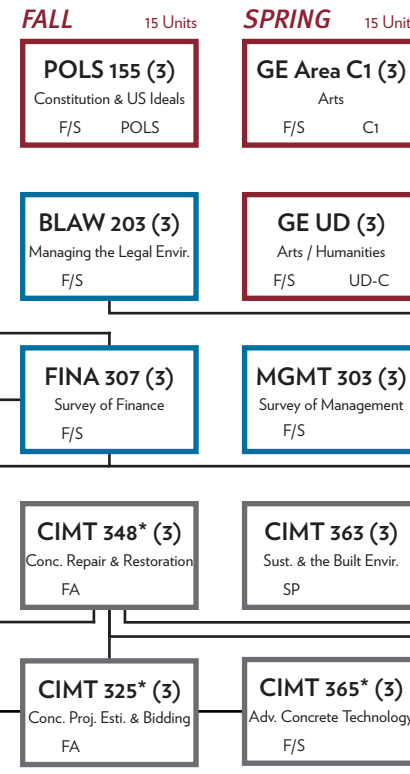 FALL 15 Units
POLS 155 (3)
Constitution & US Ideals
F/S POLS
BLAW 203 (3)
Managing the Legal Envir.
F/S
FINA 307 (3)
Survey of Finance
F/S
CIMT 348* (3)
Conc. Repair & Restoration
FA
CIMT 325* (3)
Conc. Proj. Esti. & Bidding
FA
SPRING 15 Unit
GE Area C1 (3)
Arts
F/S C1
GE UD (3)
Arts / Humanities
F/S UD-C
MGMT 303 (3)
Survey of Management
F/S
CIMT 363 (3)
Sust. & the Built Envir.
SP
CIMT 365* (3)
Adv. Concrete Technology
F/S